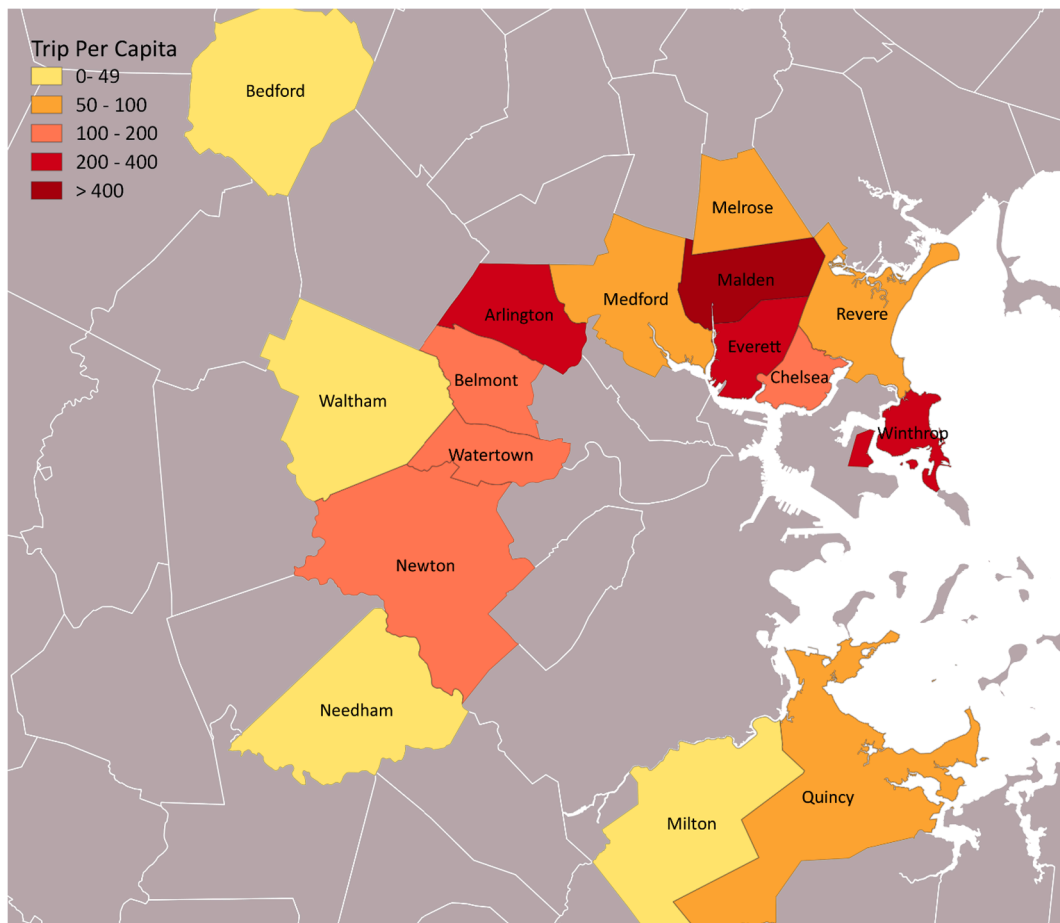 Trip Per Capita
0- 49
50 - 100
100 - 200
200 - 400
> 400
Bedford
Melrose
Malden
Medford
Arlington
Revere
Everett
Chelsea
Belmont
Waltham
Winthrop
Watertown
Newton
Needham
Quincy
Milton